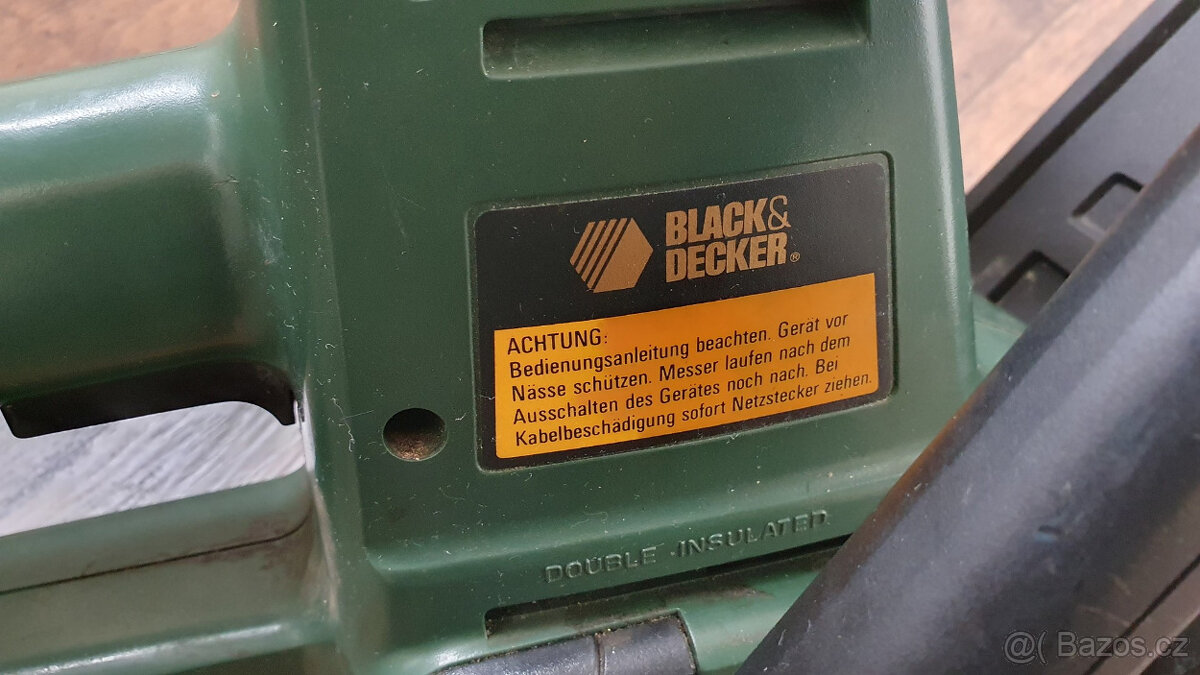 BLACK&
DECKER®
ACHTUNG:
Bedienungsanleitung beachten. Gerät vor
Nässe schützen. Messer laufen nach dem
Ausschalten des Gerätes noch nach. Bei
Kabelbeschädigung sofort Netzstecker ziehen.
DOUBLE · INSULATED
@( Bazos.cz